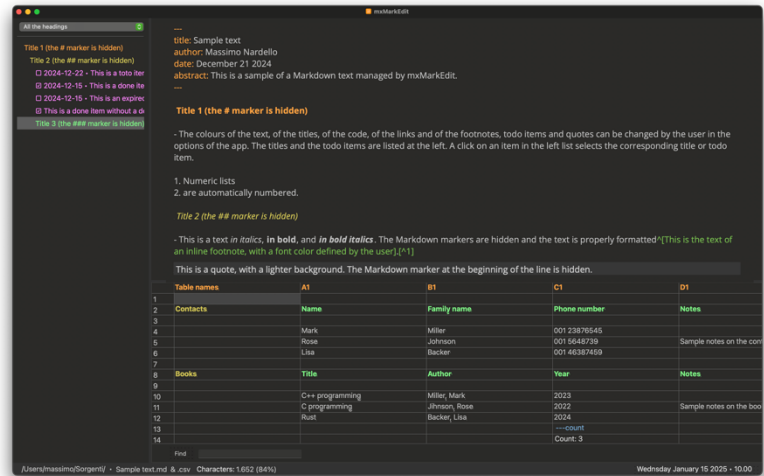 mxMarkEdit
All the headings
Title 1 (the # marker is hidden)
Title 2 (the ## marker is hidden)
2024-12-22 • This is a toto iter
2024-12-15 • This is a done ite
2024-12-15 • This is an expired
This is a done item without a d
Title 3 (the ### marker is hidden)
---
title: Sample text
author: Massimo Nardello
date: December 21 2024
abstract: This is a sample of a Markdown text managed by mxMarkEdit.
---
Title 1 (the # marker is hidden)
- The colours of the text, of the titles, of the code, of the links and of the footnotes, todo items and quotes can be changed by the user in the
options of the app. The titles and the todo items are listed at the left. A click on an item in the left list selects the corresponding title or todo
item.
1. Numeric lists
2. are automatically numbered.
Title 2 (the ## marker is hidden)
- This is a text in italics, in bold, and in bold italics. The Markdown markers are hidden and the text is properly formatted^[This is the text of
an inline footnote, with a font color defined by the user].[^1]
This is a quote, with a lighter background. The Markdown marker at the beginning of the line is hidden.
Table names A1 B1 C1 D1
1
2 Contacts Name Family name Phone number Notes
3
4 Mark Miller 001 23876545
5 Rose Johnson 001 5648739 Sample notes on the con
6 Lisa Backer 001 46387459
7
8 Books Title Author Year Notes
9
10 C++ programming Miller, Mark 2023
11 C programming Jihnson, Rose 2022 Sample notes on the boo
12 Rust Backer, Lisa 2024
13 ---count
14 Count: 3
Find
/Users/massimo/Sorgenti/ • Sample text.md & .csv Characters: 1.652 (84%) Wednsday January 15 2025 • 10.00